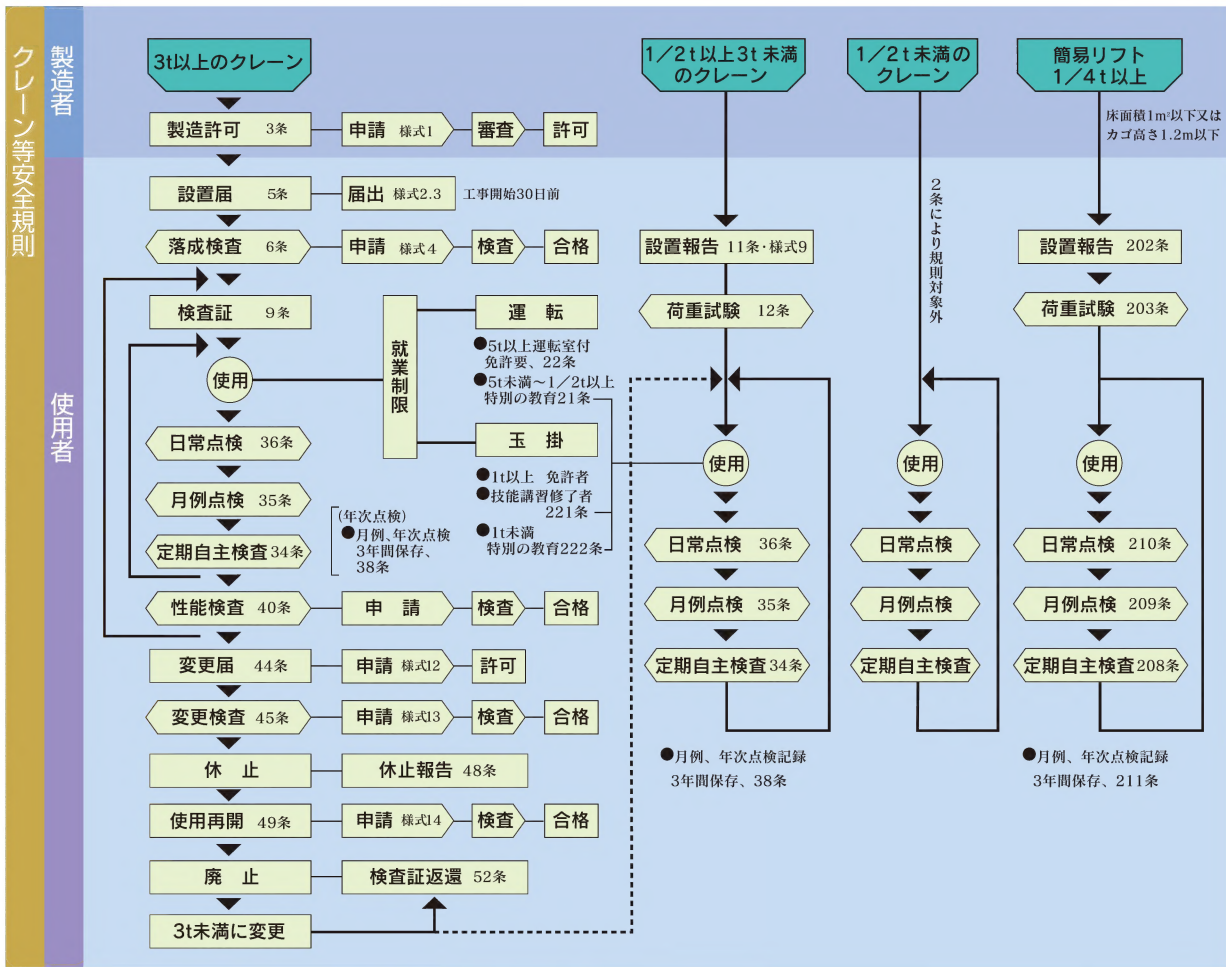 クレーン等安全規則
製造者
使用者
3t以上のクレーン
製造許可 3条
申請 様式1
審査
許可
設置届 5条
届出 様式2.3
工事開始30日前
落成検査 6条
申請 様式4
検査
合格
検査証 9条
使用
就業制限
運 転
●5t以上運転室付
免許要、22条
●5t未満～1／2t以上
特別の教育21条
玉 掛
●1t以上 免許者
●技能講習修了者
221条
●1t未満
特別の教育222条
日常点検 36条
月例点検 35条
定期自主検査34条
(年次点検)
●月例、年次点検
3年間保存、
38条
性能検査 40条
申 請
検査
合格
変更届 44条
申請 様式12
許可
変更検査 45条
申請 様式13
検査
合格
休 止
休止報告 48条
使用再開 49条
申請 様式14
検査
合格
廃 止
検査証返還 52条
3t未満に変更
1／2t以上3t未満
のクレーン
設置報告 11条・様式9
荷重試験 12条
使用
日常点検 36条
月例点検 35条
定期自主検査34条
●月例、年次点検記録
3年間保存、38条
1／2t未満の
クレーン
2条により規則対象外
使用
日常点検
月例点検
定期自主検査
簡易リフト
1／4t以上
床面積1m²以下又は
カゴ高さ1.2m以下
設置報告 202条
荷重試験 203条
使用
日常点検 210条
月例点検 209条
定期自主検査208条
●月例、年次点検記録
3年間保存、211条